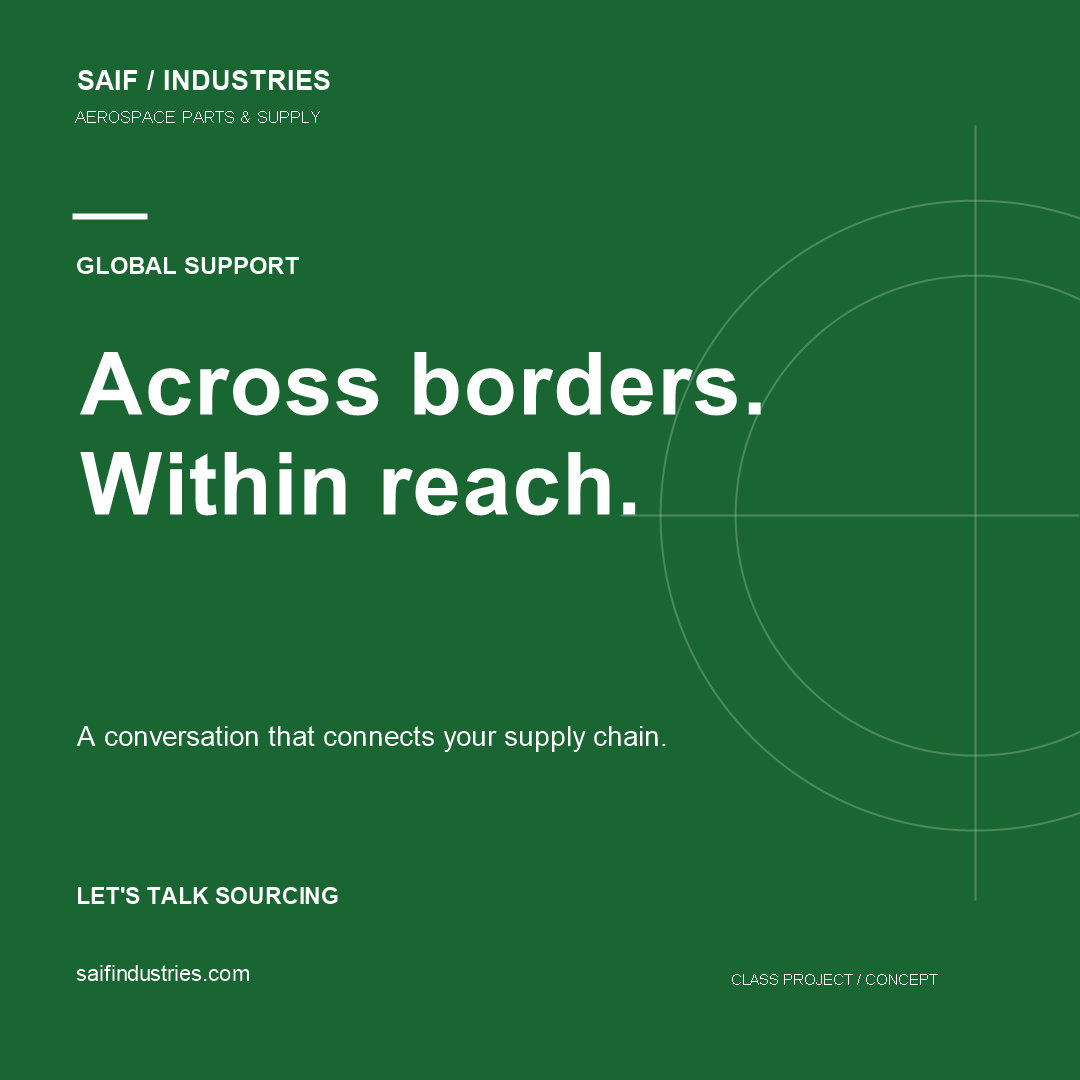 SAIF / INDUSTRIES
AEROSPACE PARTS & SUPPLY
GLOBAL SUPPORT
Across borders.
Within reach.
A conversation that connects your supply chain.
LET'S TALK SOURCING
saifindustries.com
CLASS PROJECT / CONCEPT